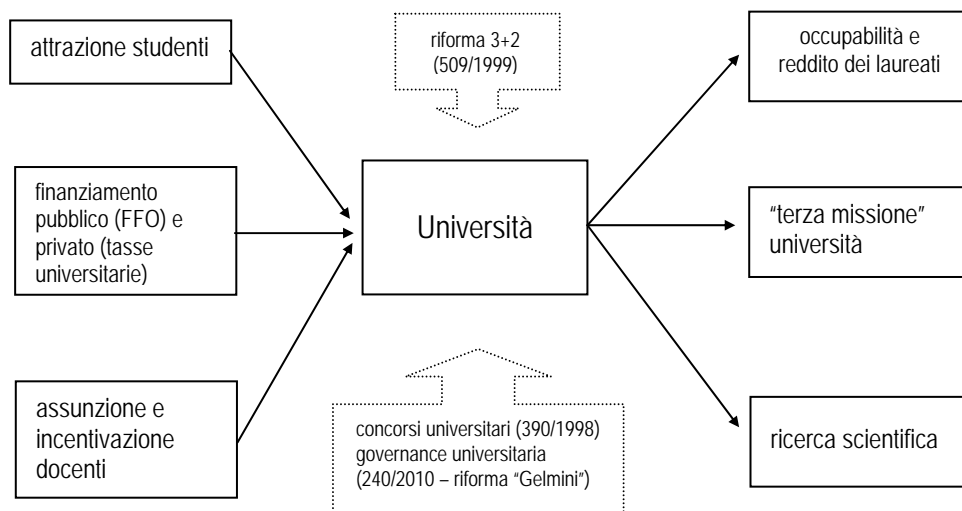 attrazione studenti
riforma 3+2
(509/1999)
occupabilità e
reddito dei laureati
finanziamento
pubblico (FFO) e
privato (tasse
universitarie)
Università
“terza missione”
università
assunzione e
incentivazione
docenti
concorsi universitari (390/1998)
governance universitaria
(240/2010 – riforma “Gelmini”)
ricerca scientifica